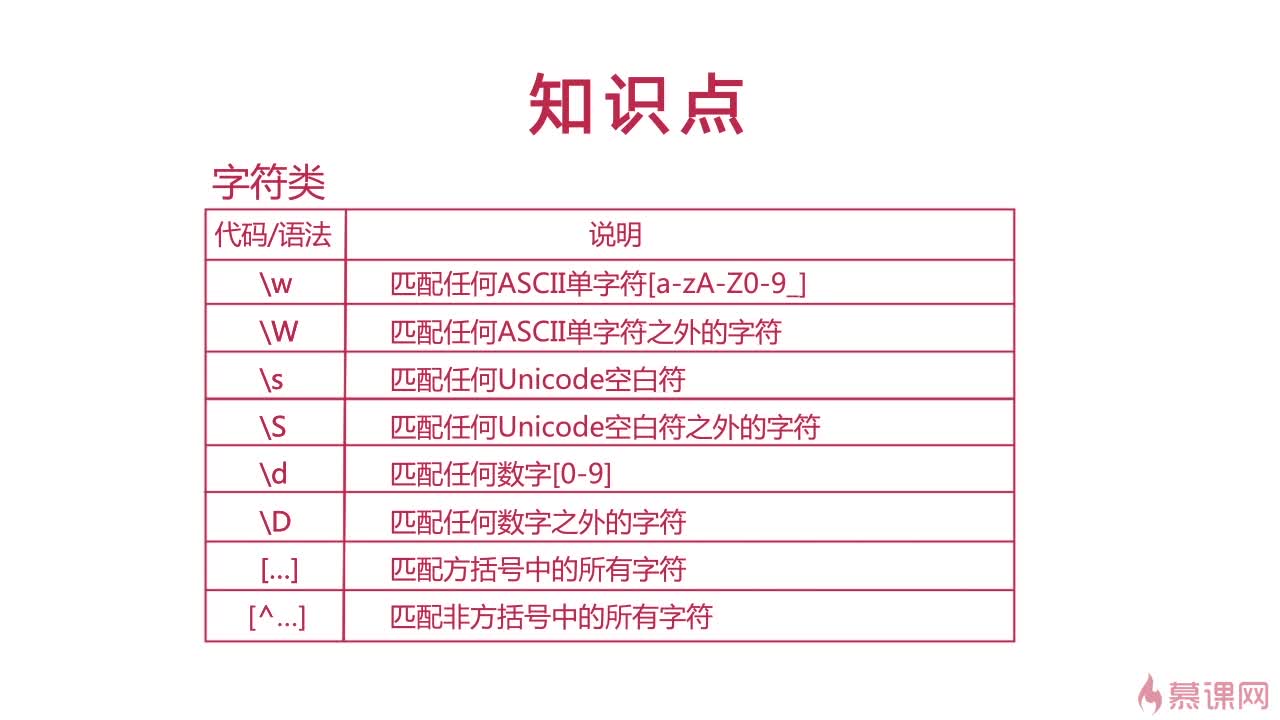 知识点
字符类
代码/语法 说明
\w 匹配任何ASCII单字符[a-zA-Z0-9_]
\W 匹配任何ASCII单字符之外的字符
\s 匹配任何Unicode空白符
\S 匹配任何Unicode空白符之外的字符
\d 匹配任何数字[0-9]
\D 匹配任何数字之外的字符
[...] 匹配方括号中的所有字符
[^...] 匹配非方括号中的所有字符
慕课网